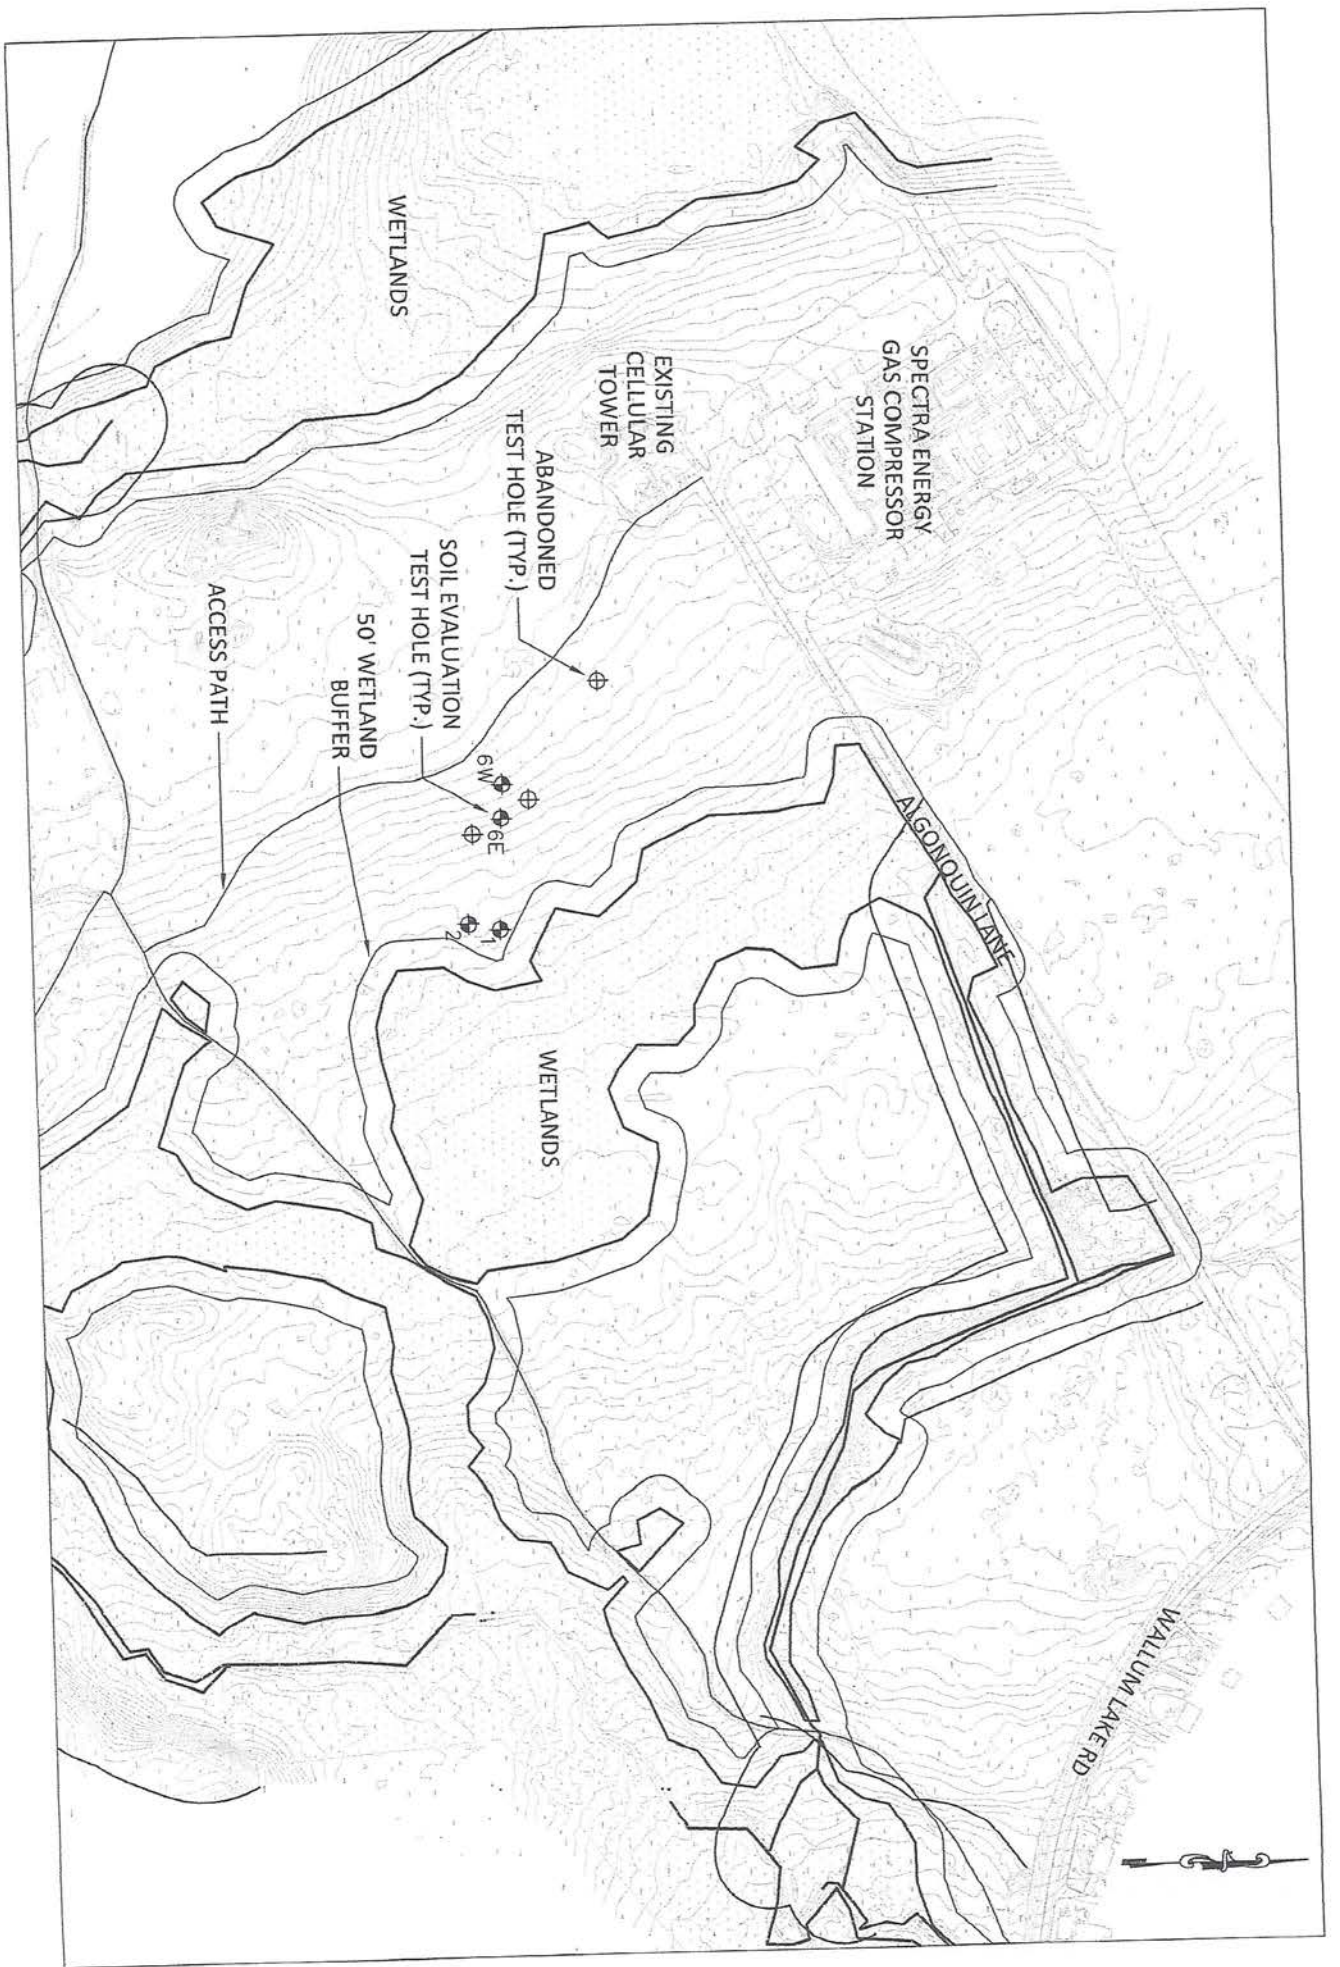 SPECTRA ENERGY
GAS COMPRESSOR
STATION
EXISTING
CELLULAR
TOWER
WETLANDS
ABANDONED
TEST HOLE (TYP.)
SOIL EVALUATION
TEST HOLE (TYP.)
50' WETLAND
BUFFER
ACCESS PATH
6W
6E
1
2
ALGONQUIN LANE
WETLANDS
WALLUM LAKE RD